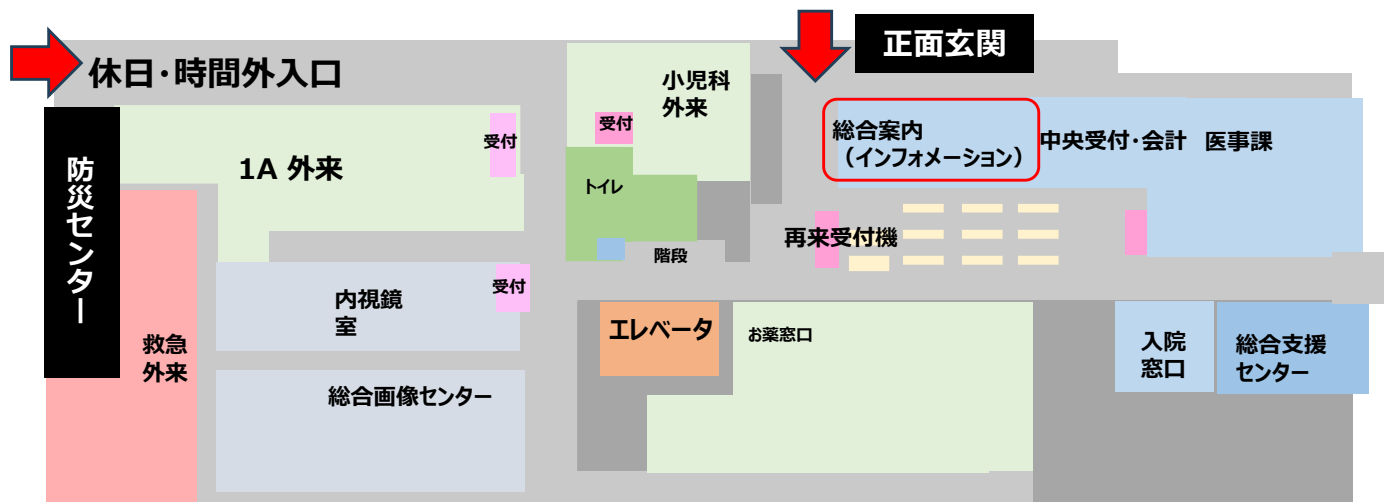 正面玄関
休日・時間外入口
小児科
外来
受付
受付
総合案内
（インフォメーション）
中央受付・会計 医事課
防災センター
1A 外来
トイレ
再来受付機
階段
受付
内視鏡
室
エレベータ
お薬窓口
入院
窓口
総合支援
センター
救急
外来
総合画像センター